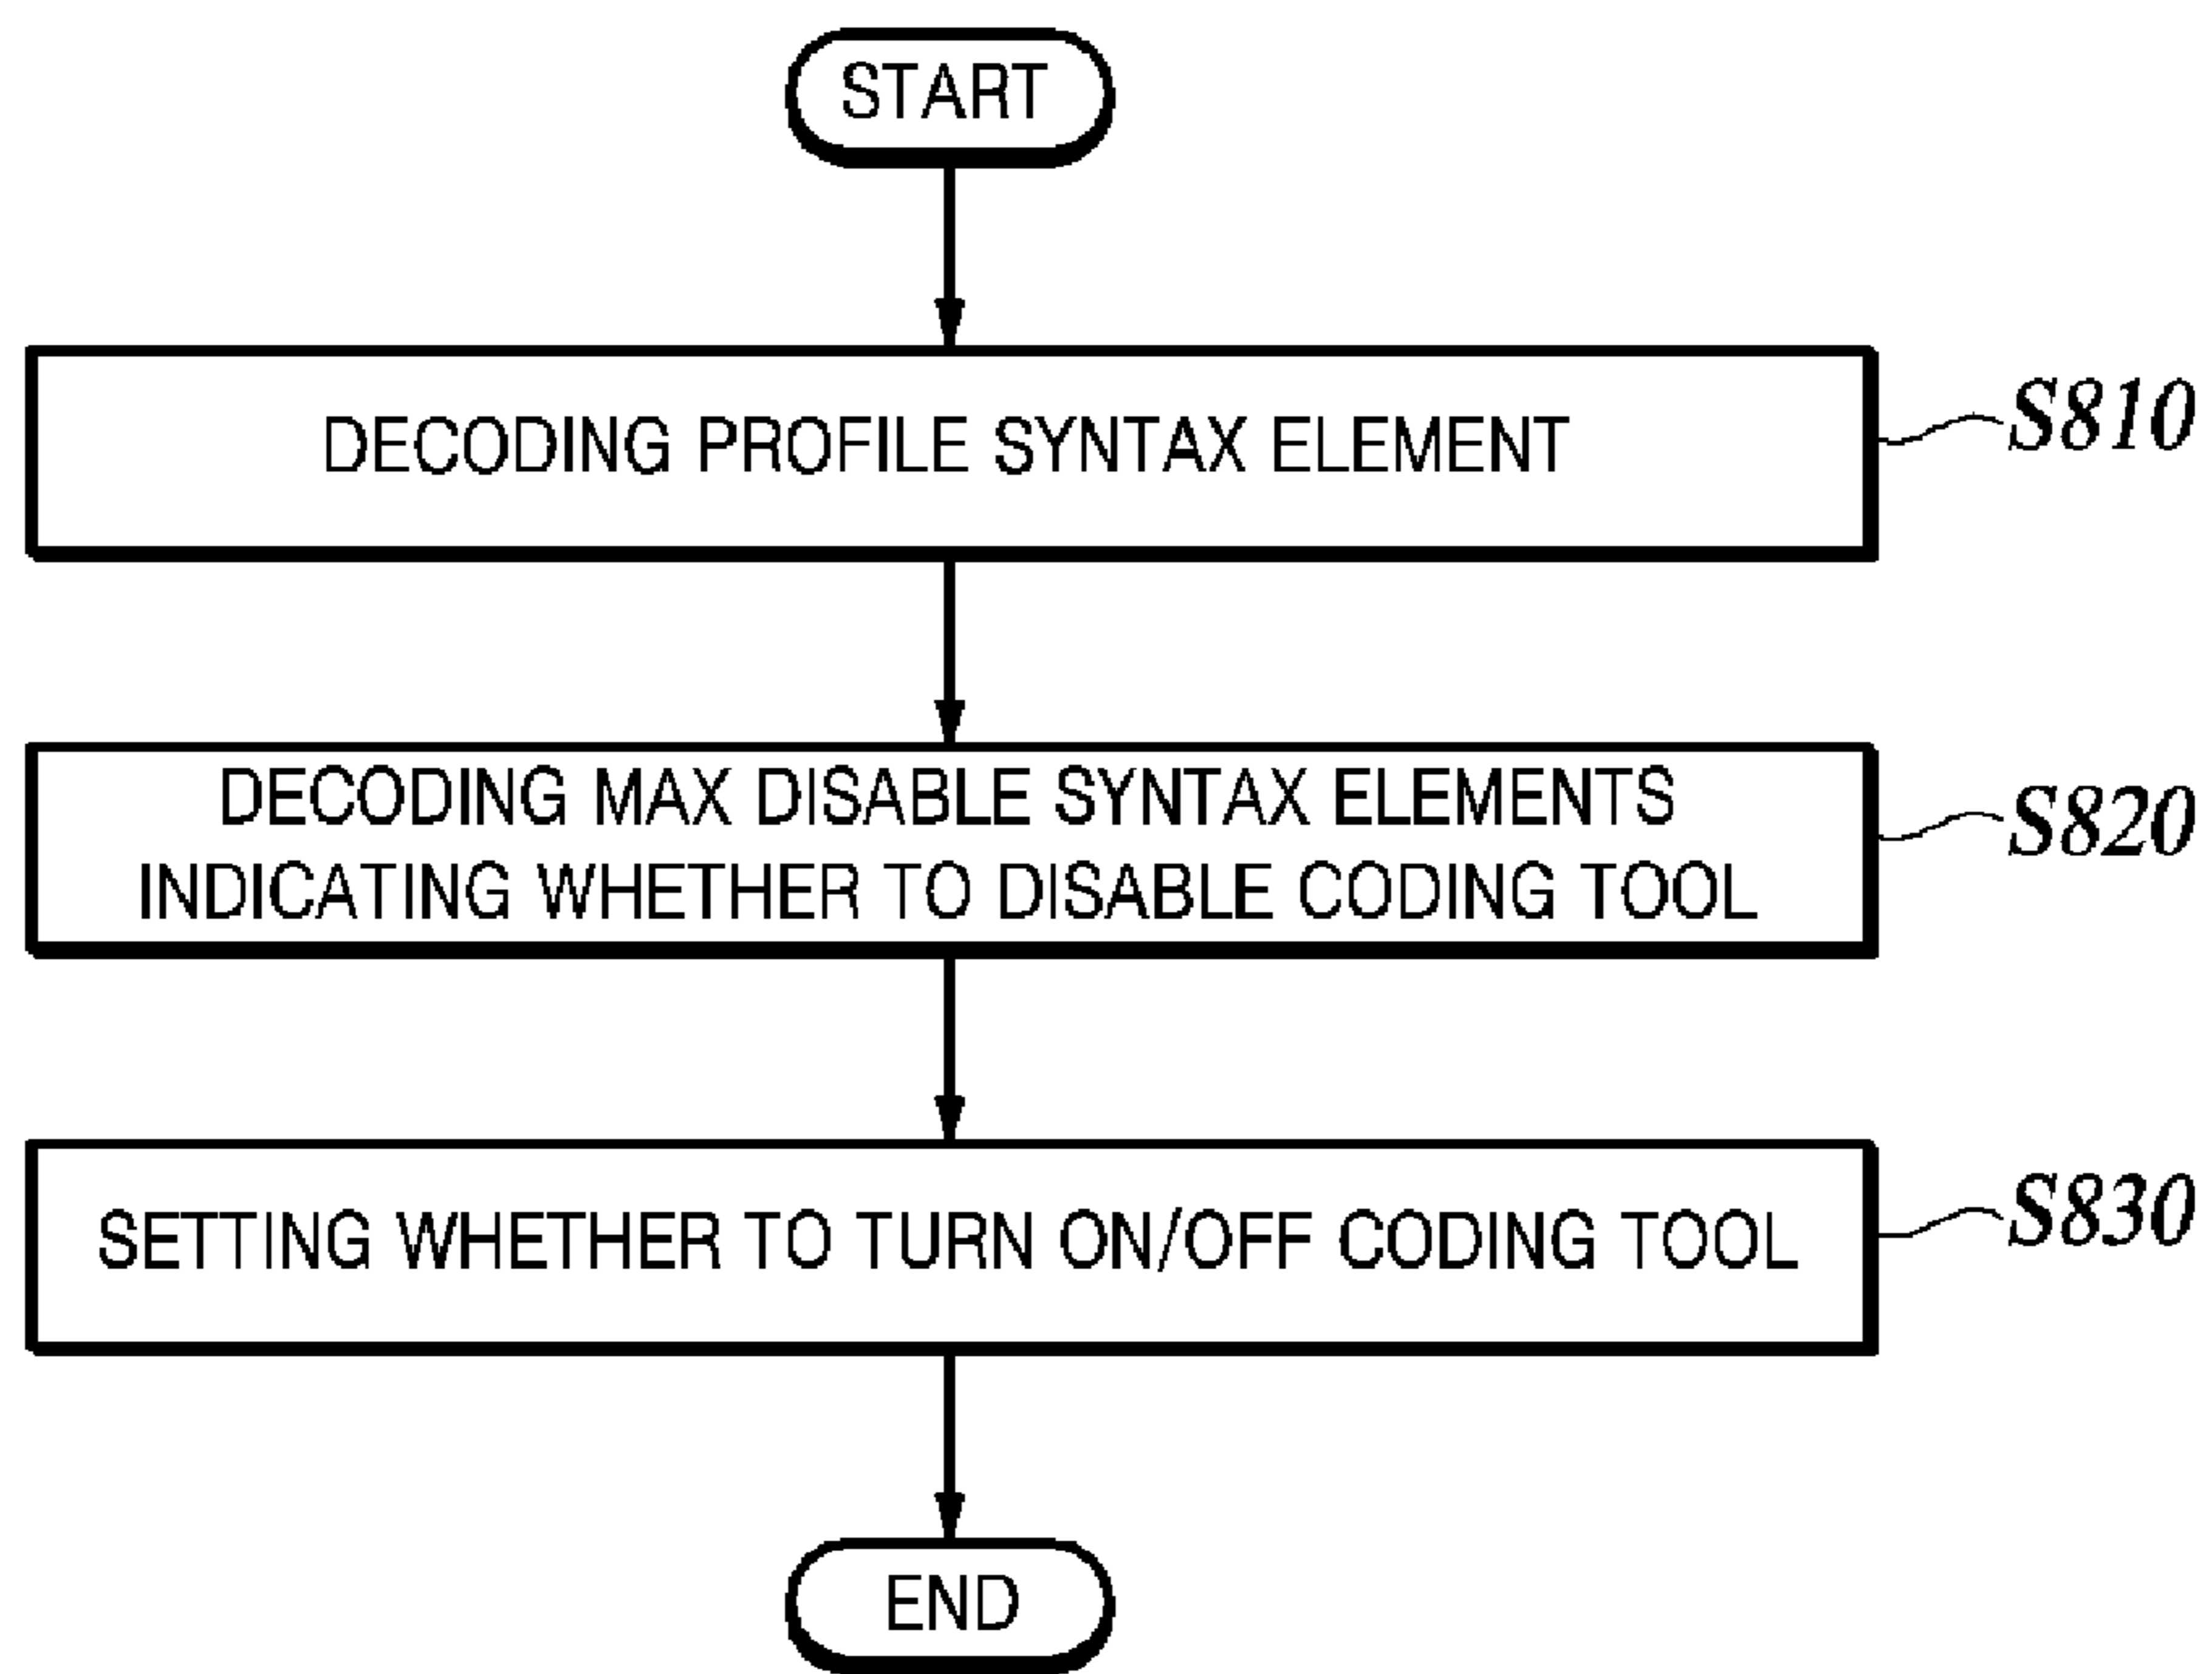 START
DECODING PROFILE SYNTAX ELEMENT
S810
DECODING MAX DISABLE SYNTAX ELEMENTS
INDICATING WHETHER TO DISABLE CODING TOOL
S820
SETTING WHETHER TO TURN ON/OFF CODING TOOL
S830
END